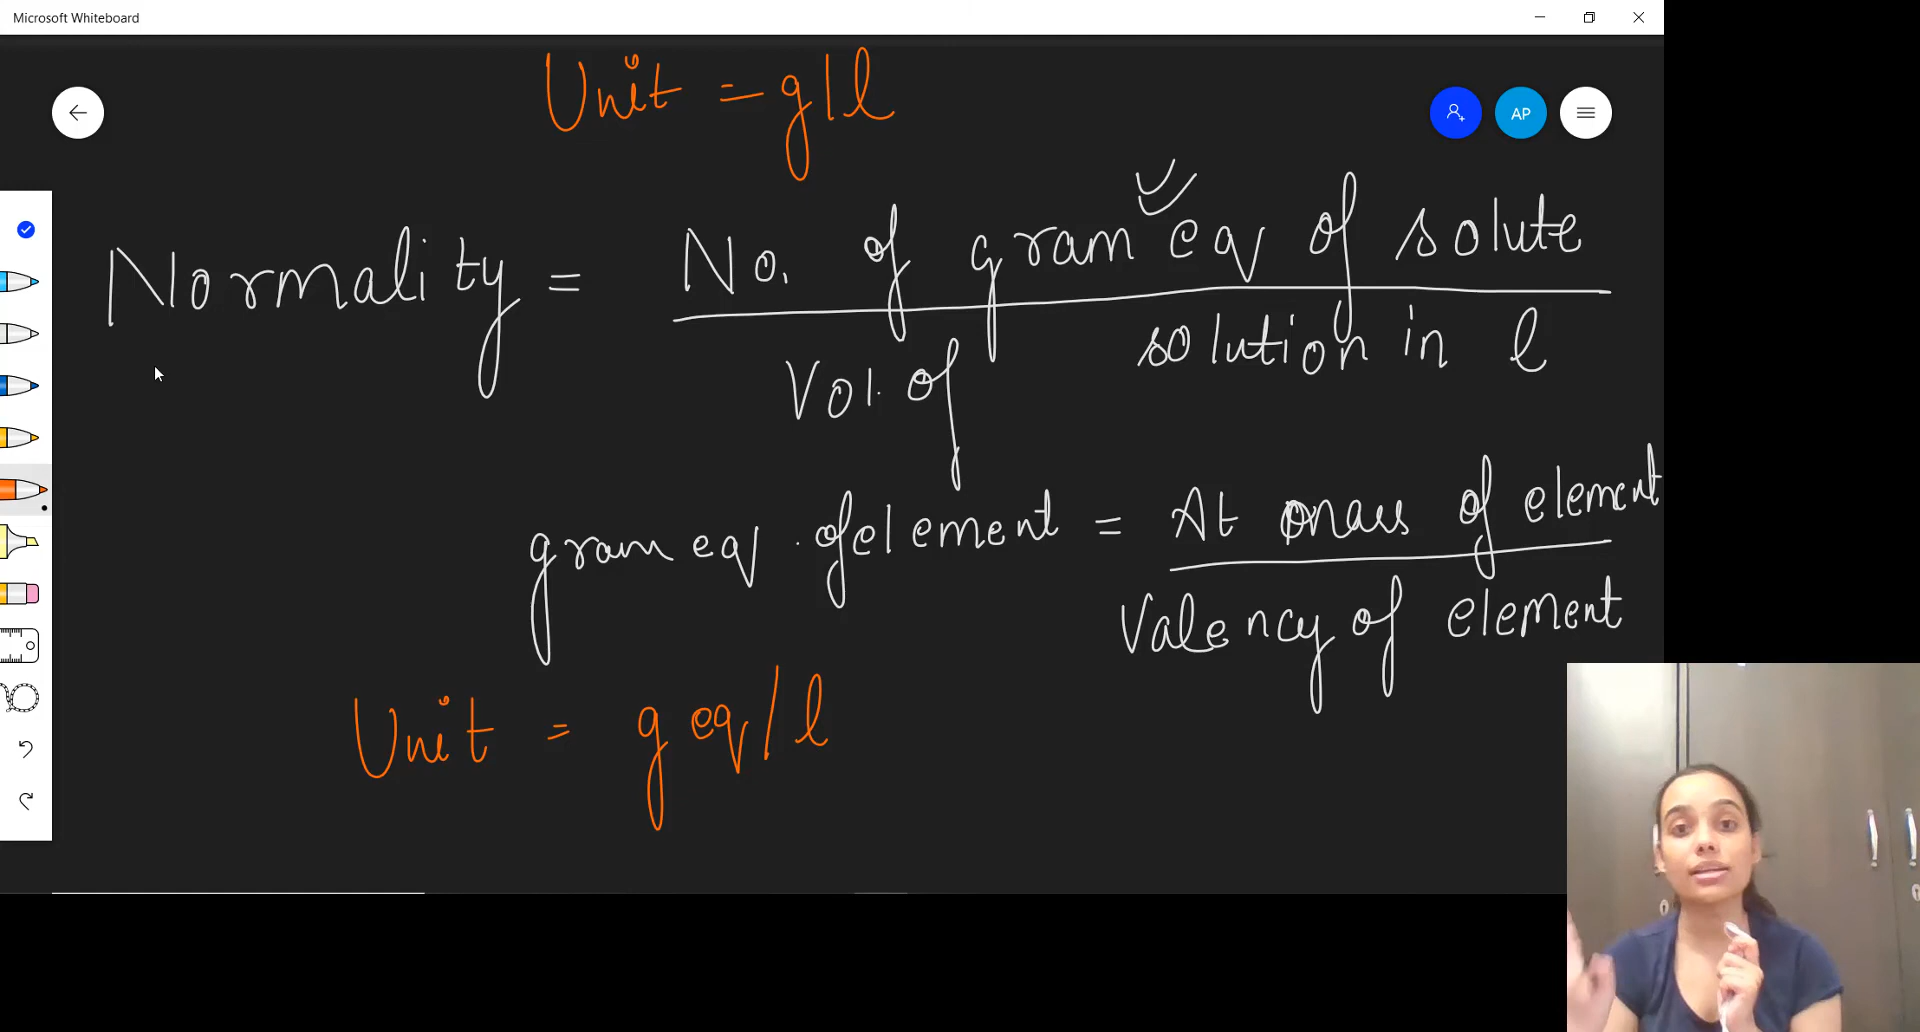 Microsoft Whiteboard
Unit = g/l
AP
Normality = No. of gram eq of solute
Vol. of solution in l
gram eq. of element = At mass of element
Valency of element
Unit = g eq/l